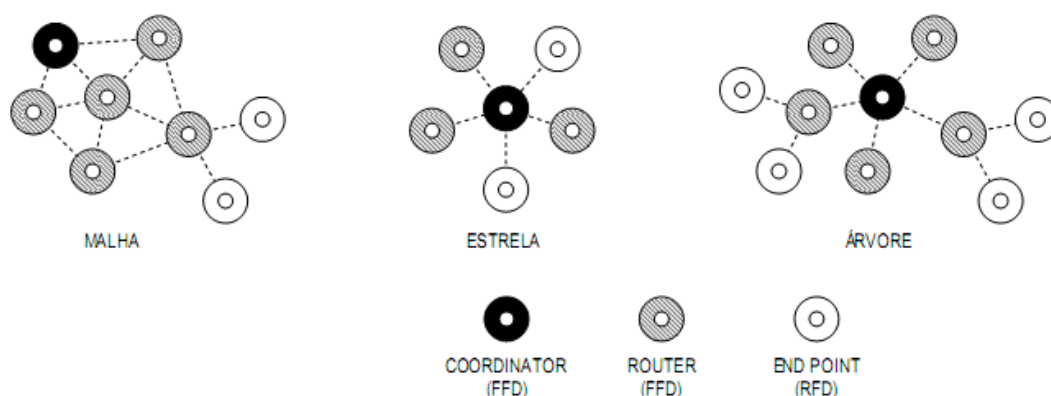 MALHA
ESTRELA
ÁRVORE
COORDINATOR
(FFD)
ROUTER
(FFD)
END POINT
(RFD)